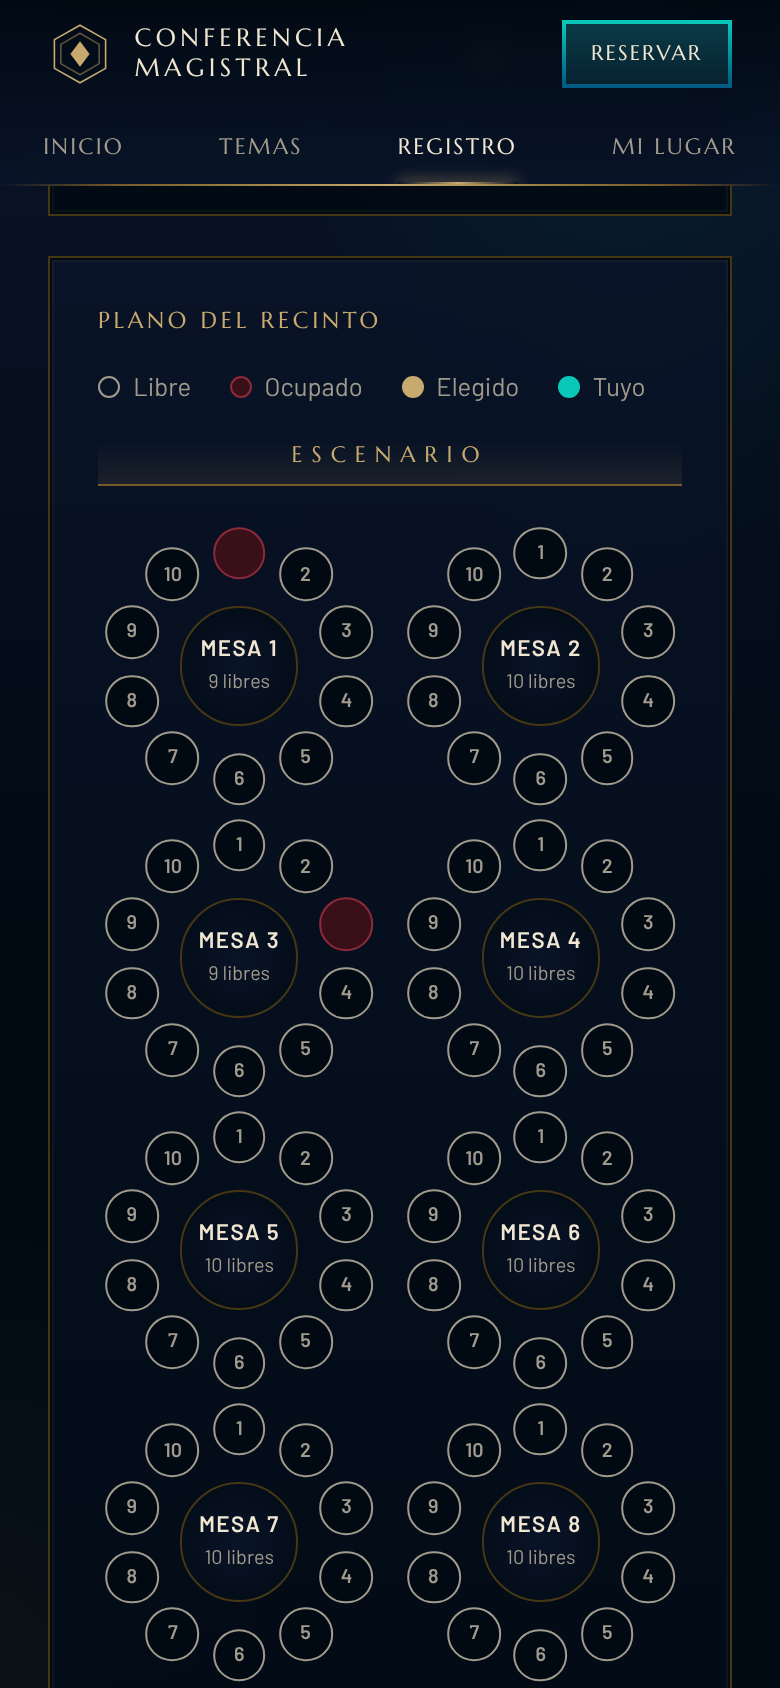 CONFERENCIA
MAGISTRAL
RESERVAR
INICIO TEMAS REGISTRO MI LUGAR
PLANO DEL RECINTO
Libre Ocupado Elegido Tuyo
ESCENARIO
10 2
9 3
MESA 1
9 libres
8 4
7 5
6
1
10 2
9 3
MESA 2
10 libres
8 4
7 5
6
1
10 2
9
MESA 3
9 libres
8 4
7 5
6
1
10 2
9 3
MESA 4
10 libres
8 4
7 5
6
1
10 2
9 3
MESA 5
10 libres
8 4
7 5
6
1
10 2
9 3
MESA 6
10 libres
8 4
7 5
6
1
10 2
9 3
MESA 7
10 libres
8 4
7 5
6
1
10 2
9 3
MESA 8
10 libres
8 4
7 5
6